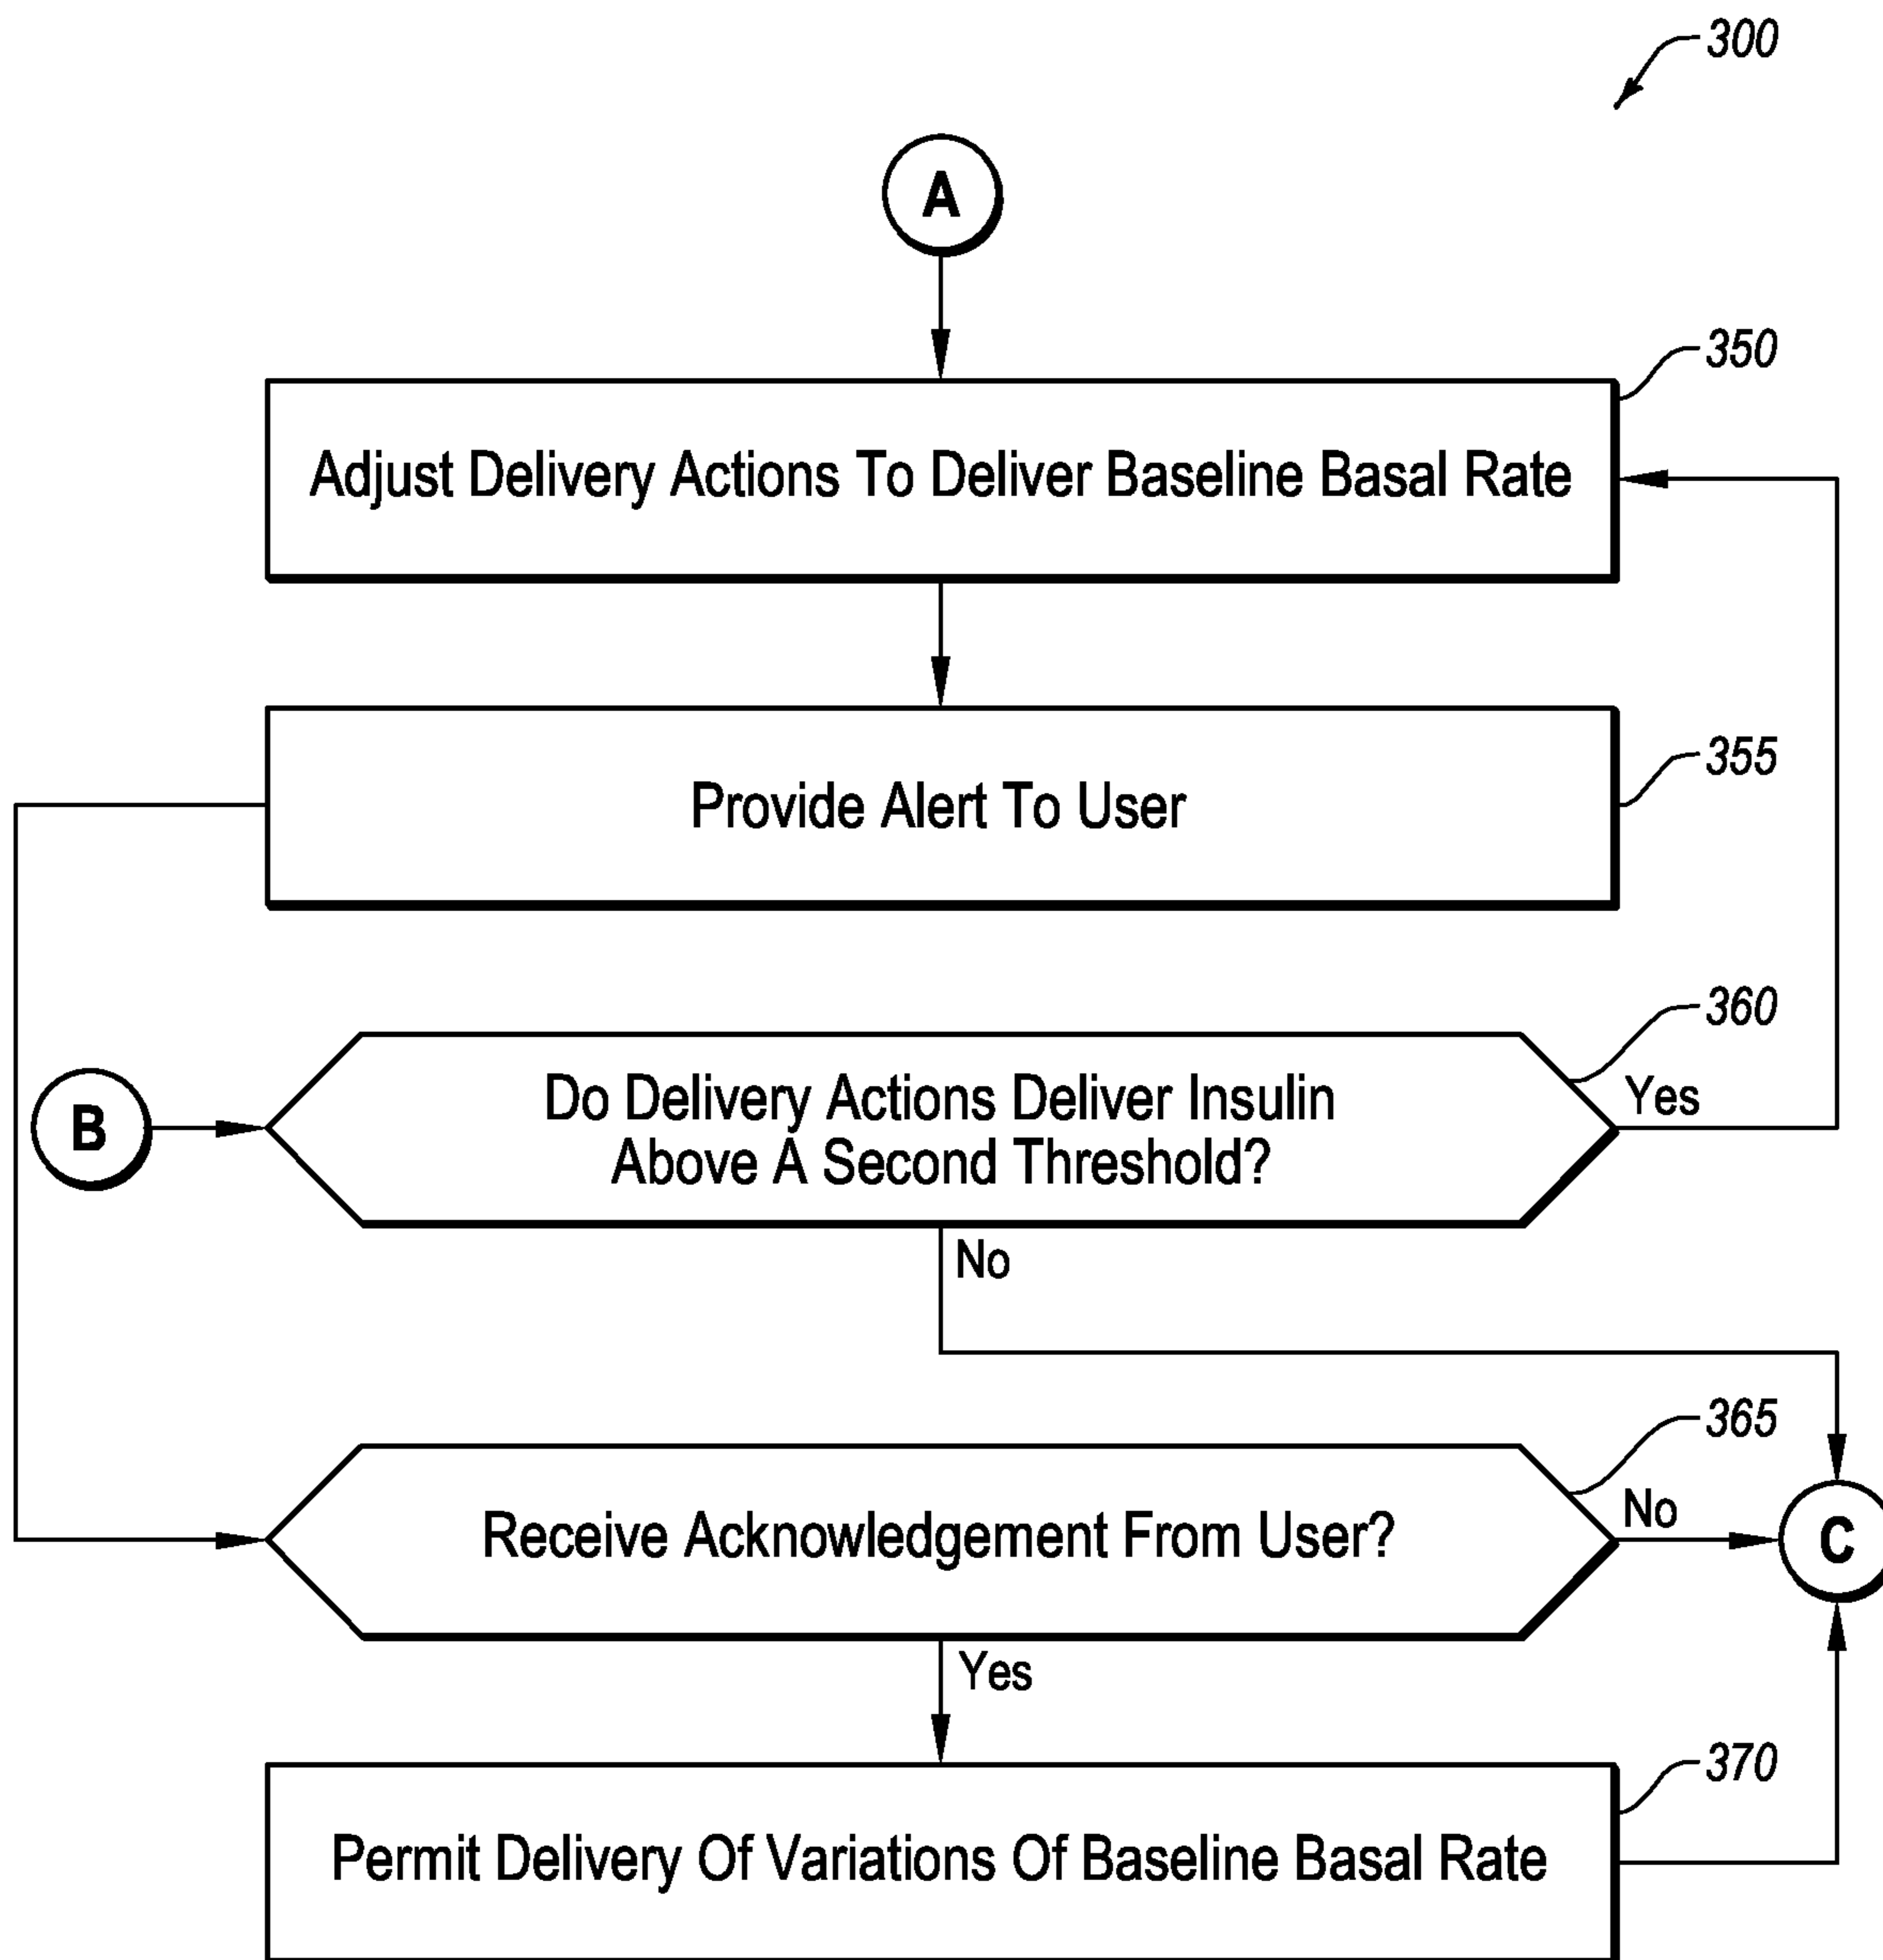 300
A
350
Adjust Delivery Actions To Deliver Baseline Basal Rate
355
Provide Alert To User
360
B
Do Delivery Actions Deliver Insulin
Above A Second Threshold?
Yes
No
365
Receive Acknowledgement From User?
No
C
Yes
370
Permit Delivery Of Variations Of Baseline Basal Rate